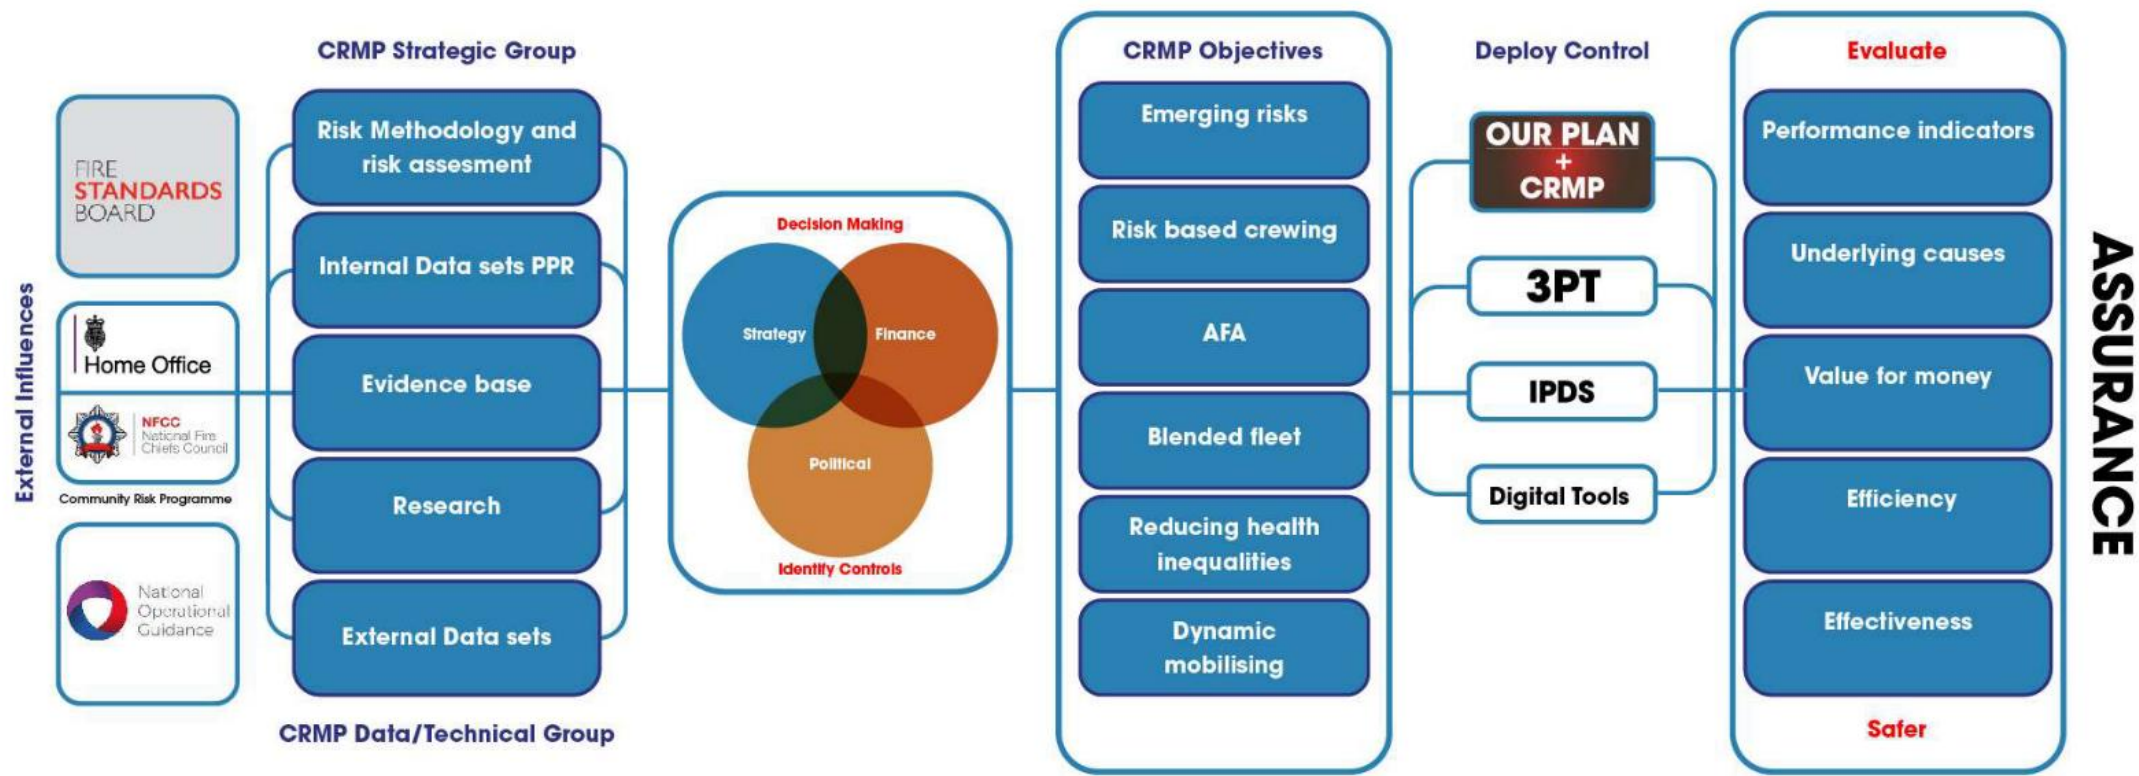 External Influences
FIRE
STANDARDS
BOARD
Home Office
NFCC
National Fire
Chiefs Council
Community Risk Programme
National
Operational
Guidance
CRMP Strategic Group
Risk Methodology and
risk assesment
Internal Data sets PPR
Evidence base
Research
External Data sets
CRMP Data/Technical Group
Decision Making
Strategy
Finance
Political
Identify Controls
CRMP Objectives
Emerging risks
Risk based crewing
AFA
Blended fleet
Reducing health
inequalities
Dynamic
mobilising
Deploy Control
OUR PLAN
+
CRMP
3PT
IPDS
Digital Tools
Evaluate
Performance indicators
Underlying causes
Value for money
Efficiency
Effectiveness
Safer
ASSURANCE